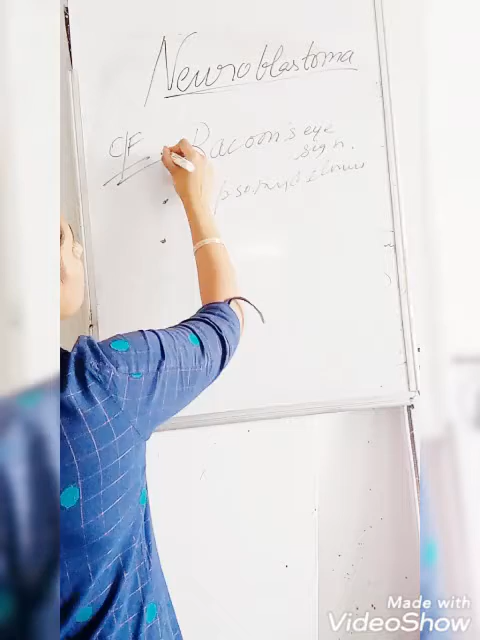 Neuroblastoma
C/F Racoon's eye
sign.
Made with
VideoShow